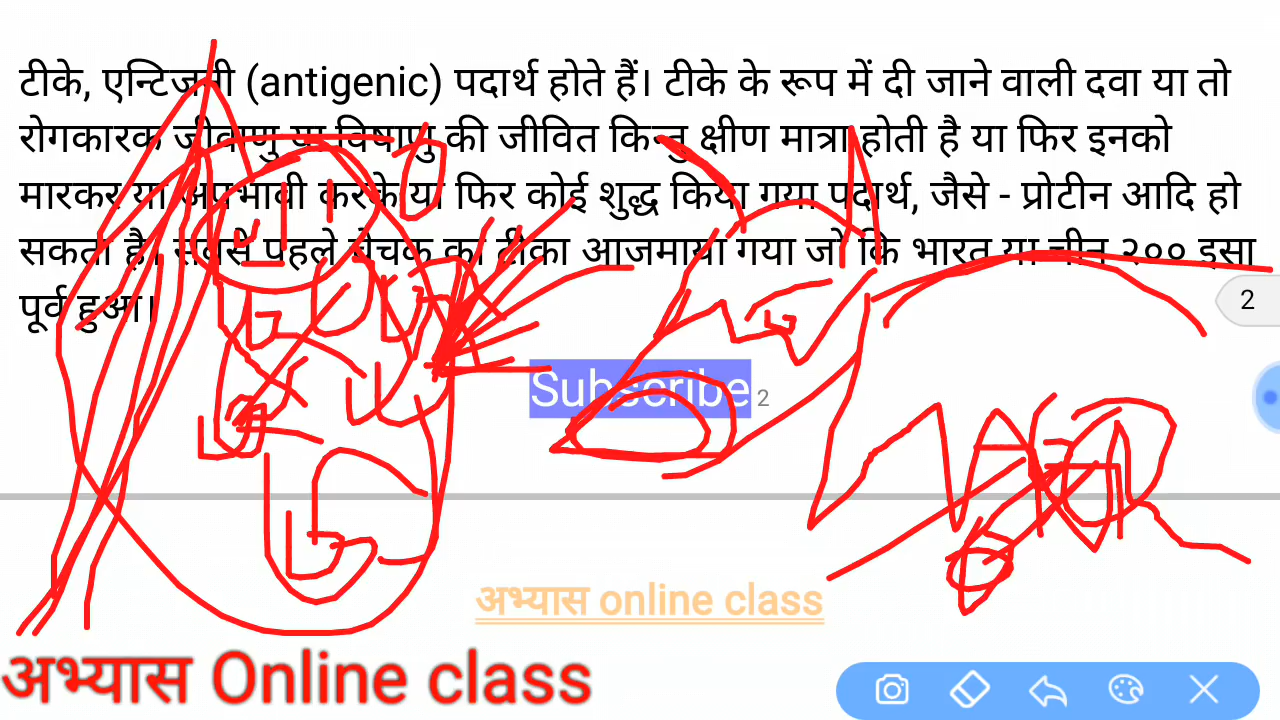 टीके, एन्टिजनी (antigenic) पदार्थ होते हैं। टीके के रूप में दी जाने वाली दवा या तो
रोगकारक जीवाणु या विषाणु की जीवित किन्तु क्षीण मात्रा होती है या फिर इनको
मारकर या अप्रभावी करके या फिर कोई शुद्ध किया गया पदार्थ, जैसे - प्रोटीन आदि हो
सकता है। सबसे पहले चेचक का टीका आजमाया गया जो कि भारत या चीन २०० इसा
पूर्व हुआ।
2
Subscribe 2
अभ्यास online class
अभ्यास Online class